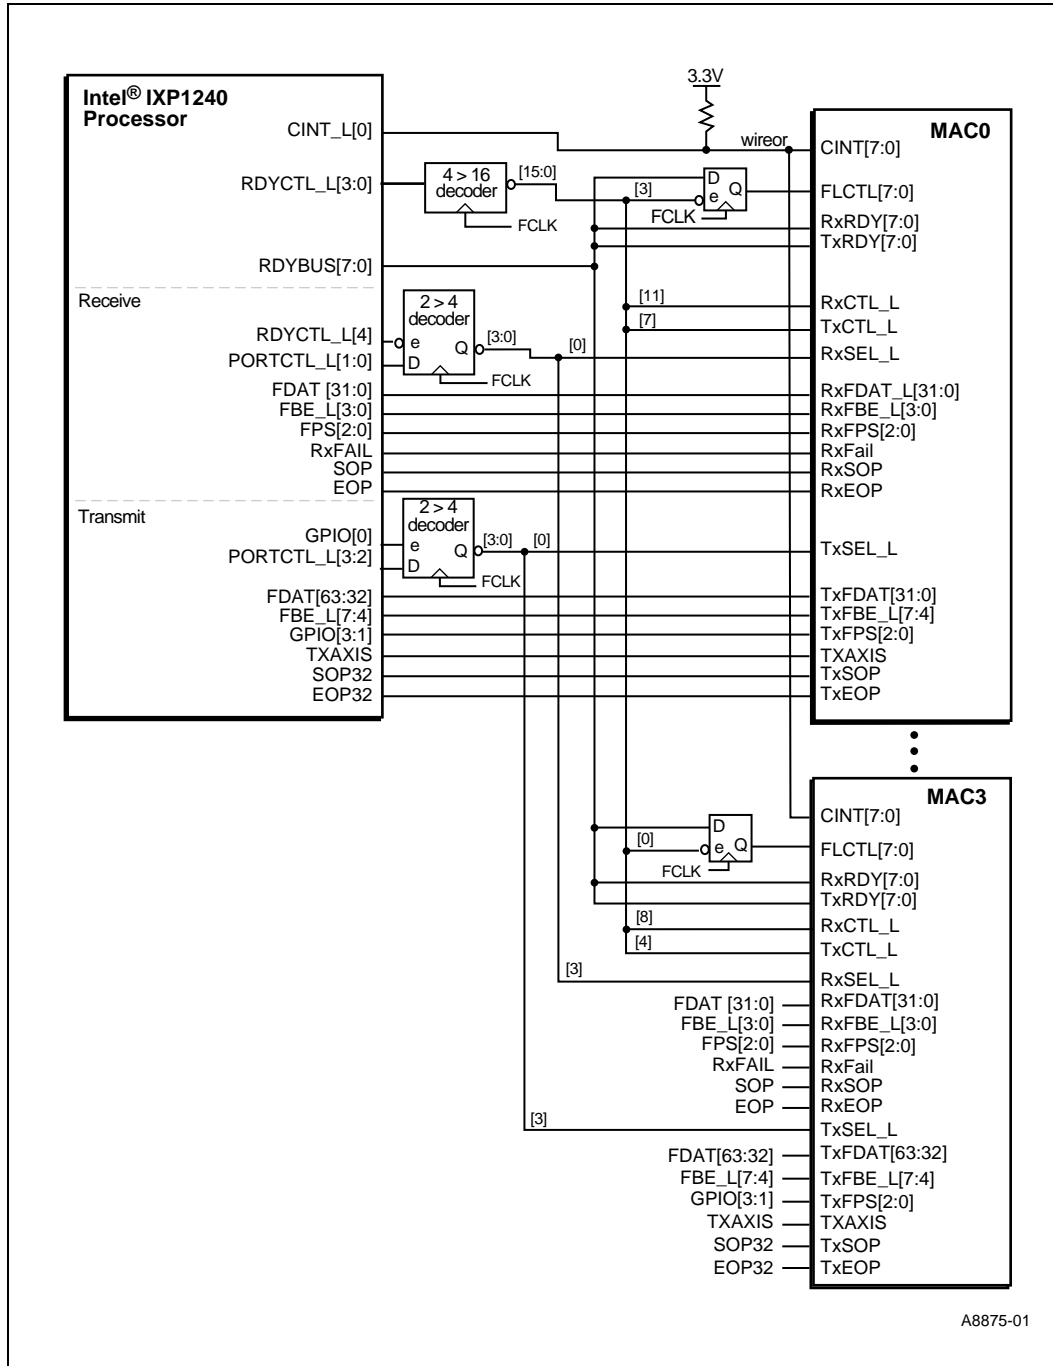 Intel® IXP1240
Processor
CINT_L[0]
RDYCTL_L[3:0]
RDYBUS[7:0]
Receive
RDYCTL_L[4]
PORTCTL_L[1:0]
FDAT [31:0]
FBE_L[3:0]
FPS[2:0]
RxFAIL
SOP
EOP
Transmit
GPIO[0]
PORTCTL_L[3:2]
FDAT[63:32]
FBE_L[7:4]
GPIO[3:1]
TXAXIS
SOP32
EOP32
4 > 16
decoder
[15:0]
FCLK
2 > 4
decoder
e
Q
D
[3:0]
[0]
FCLK
2 > 4
decoder
e
Q
D
[3:0]
[0]
FCLK
3.3V
wireor
[3]
D
e
Q
FCLK
[11]
[7]
MAC0
CINT[7:0]
FLCTL[7:0]
RxRDY[7:0]
TxRDY[7:0]
RxCTL_L
TxCTL_L
RxSEL_L
RxFDAT_L[31:0]
RxFBE_L[3:0]
RxFPS[2:0]
RxFail
RxSOP
RxEOP
TxSEL_L
TxFDAT[31:0]
TxFBE_L[7:4]
TxFPS[2:0]
TXAXIS
TxSOP
TxEOP
[0]
D
e
Q
FCLK
[8]
[4]
[3]
[3]
FDAT [31:0]
FBE_L[3:0]
FPS[2:0]
RxFAIL
SOP
EOP
FDAT[63:32]
FBE_L[7:4]
GPIO[3:1]
TXAXIS
SOP32
EOP32
MAC3
CINT[7:0]
FLCTL[7:0]
RxRDY[7:0]
TxRDY[7:0]
RxCTL_L
TxCTL_L
RxSEL_L
RxFDAT[31:0]
RxFBE_L[3:0]
RxFPS[2:0]
RxFail
RxSOP
RxEOP
TxSEL_L
TxFDAT[63:32]
TxFBE_L[7:4]
TxFPS[2:0]
TXAXIS
TxSOP
TxEOP
A8875-01